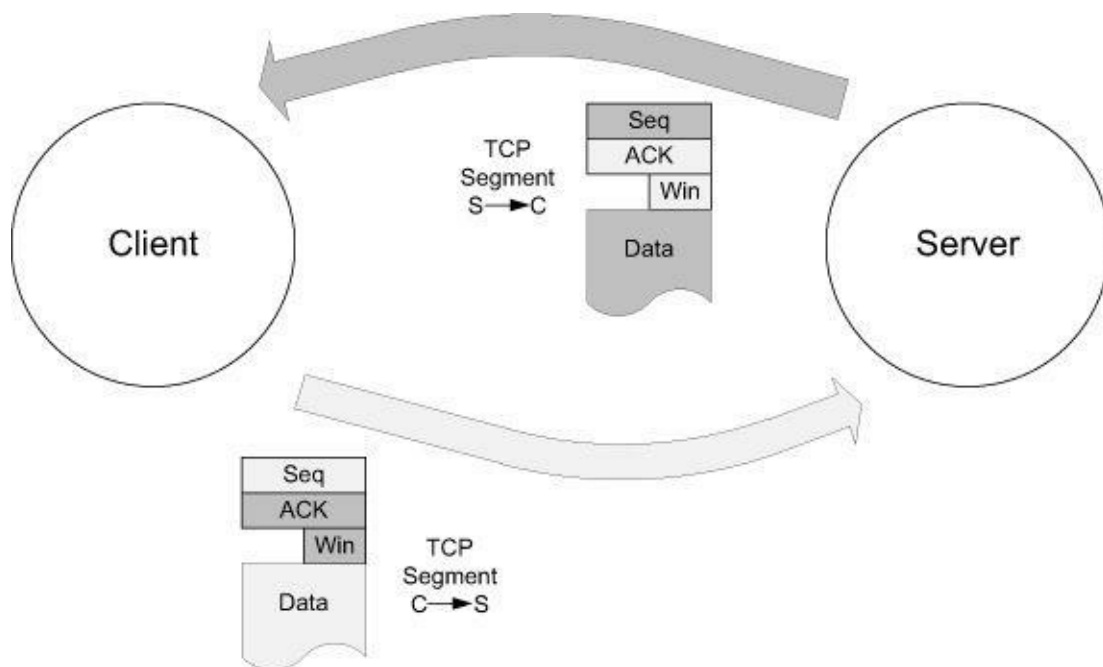 Seq
TCP
Segment
S→C
ACK
Win
Client
Data
Server
Seq
ACK
Win
TCP
Segment
C→S
Data